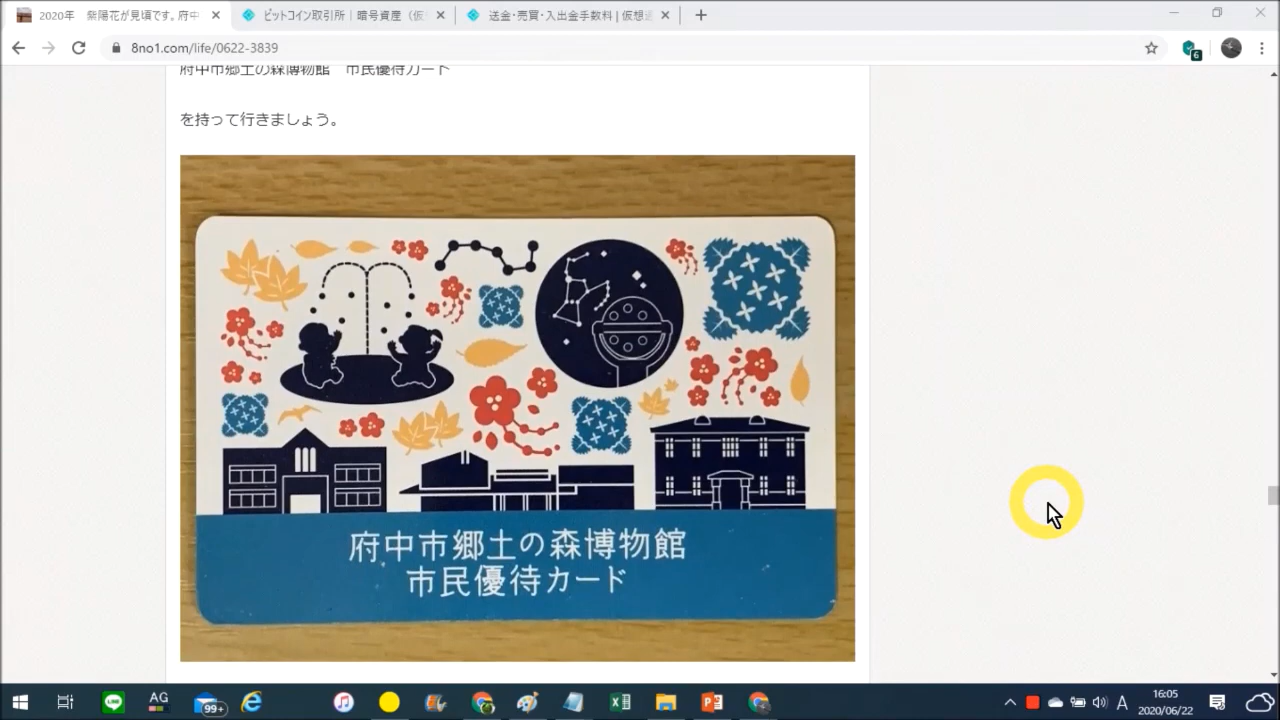 2020年　紫陽花が見頃です。府中
ビットコイン取引所｜暗号資産（仮
送金・売買・入出金手数料 | 仮想通
8no1.com/life/0622-3839
6
府中市郷土の森博物館　市民優待カード
を持って行きましょう。
府中市郷土の森博物館
市民優待カード
LINE
AG
99+
A
16:05
2020/06/22